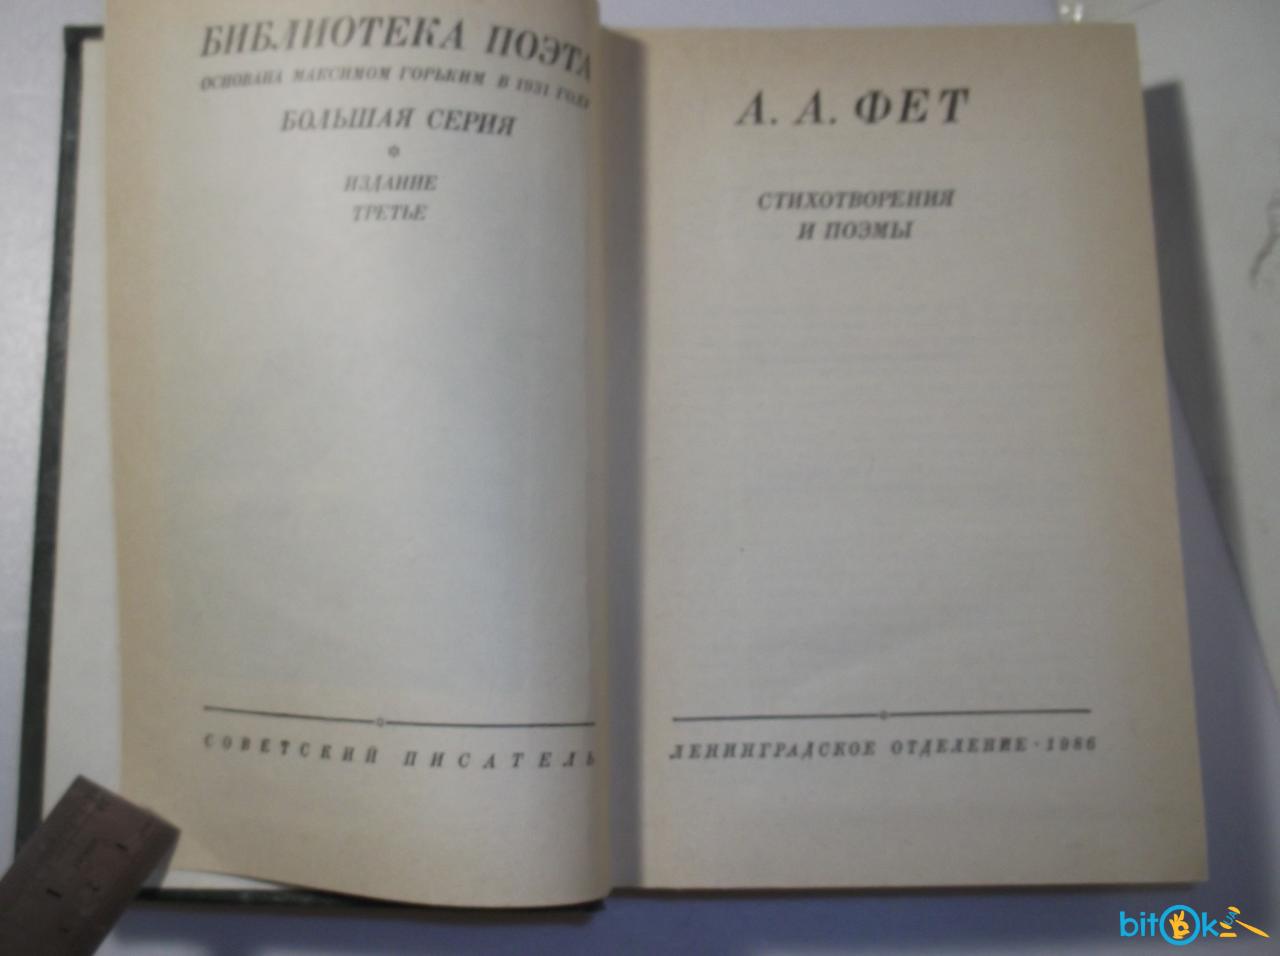 БИБЛИОТЕКА ПОЭТА
ОСНОВАНА МАКСИМОМ ГОРЬКИМ В 1931 ГОДУ
БОЛЬШАЯ СЕРИЯ
ИЗДАНИЕ
ТРЕТЬЕ
СОВЕТСКИЙ ПИСАТЕЛЬ
А. А. ФЕТ
СТИХОТВОРЕНИЯ
И ПОЭМЫ
ЛЕНИНГРАДСКОЕ ОТДЕЛЕНИЕ · 1986
bitOk UA